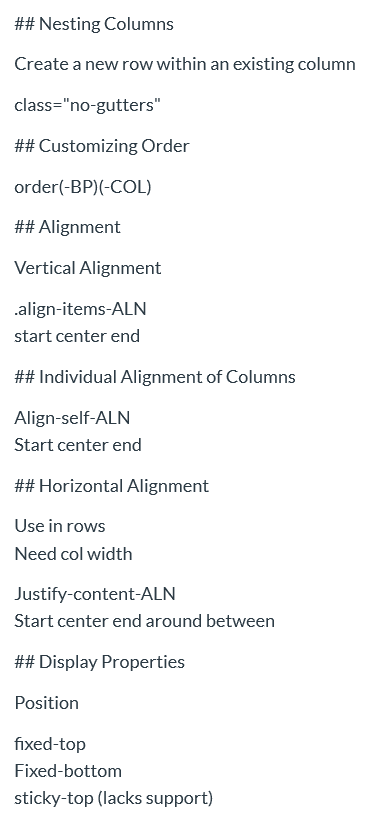 ## Nesting Columns
Create a new row within an existing column
class="no-gutters"
## Customizing Order
order(-BP)(-COL)
## Alignment
Vertical Alignment
.align-items-ALN
start center end
## Individual Alignment of Columns
Align-self-ALN
Start center end
## Horizontal Alignment
Use in rows
Need col width
Justify-content-ALN
Start center end around between
## Display Properties
Position
fixed-top
Fixed-bottom
sticky-top (lacks support)